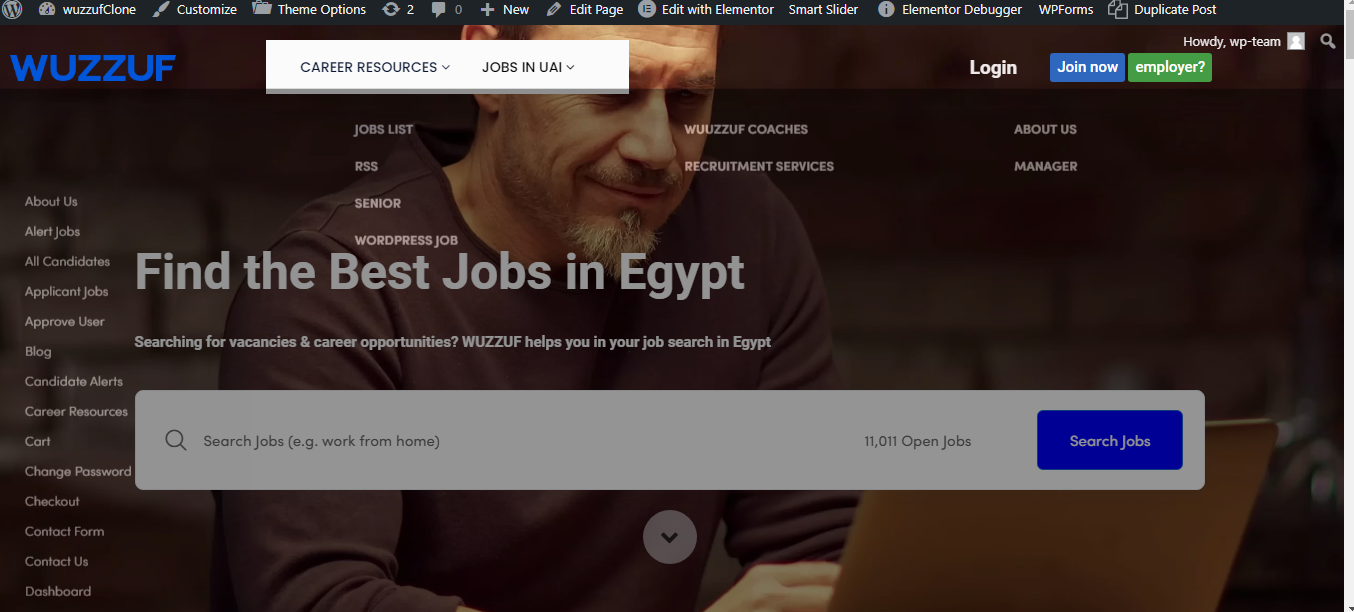 wuzzufClone Customize Theme Options 2 0 New Edit Page Edit with Elementor Smart Slider Elementor Debugger WPForms Duplicate Post
Howdy, wp-team
WUZZUF CAREER RESOURCES JOBS IN UAI Login Join now employer?
JOBS LIST WUUZZUF COACHES ABOUT US
RSS RECRUITMENT SERVICES MANAGER
SENIOR
WORDPRESS JOB
About Us
Alert Jobs
All Candidates
Applicant Jobs
Approve User
Blog
Candidate Alerts
Career Resources
Cart
Change Password
Checkout
Contact Form
Contact Us
Dashboard
Find the Best Jobs in Egypt
Searching for vacancies & career opportunities? WUZZUF helps you in your job search in Egypt
Search Jobs (e.g. work from home) 11,011 Open Jobs Search Jobs